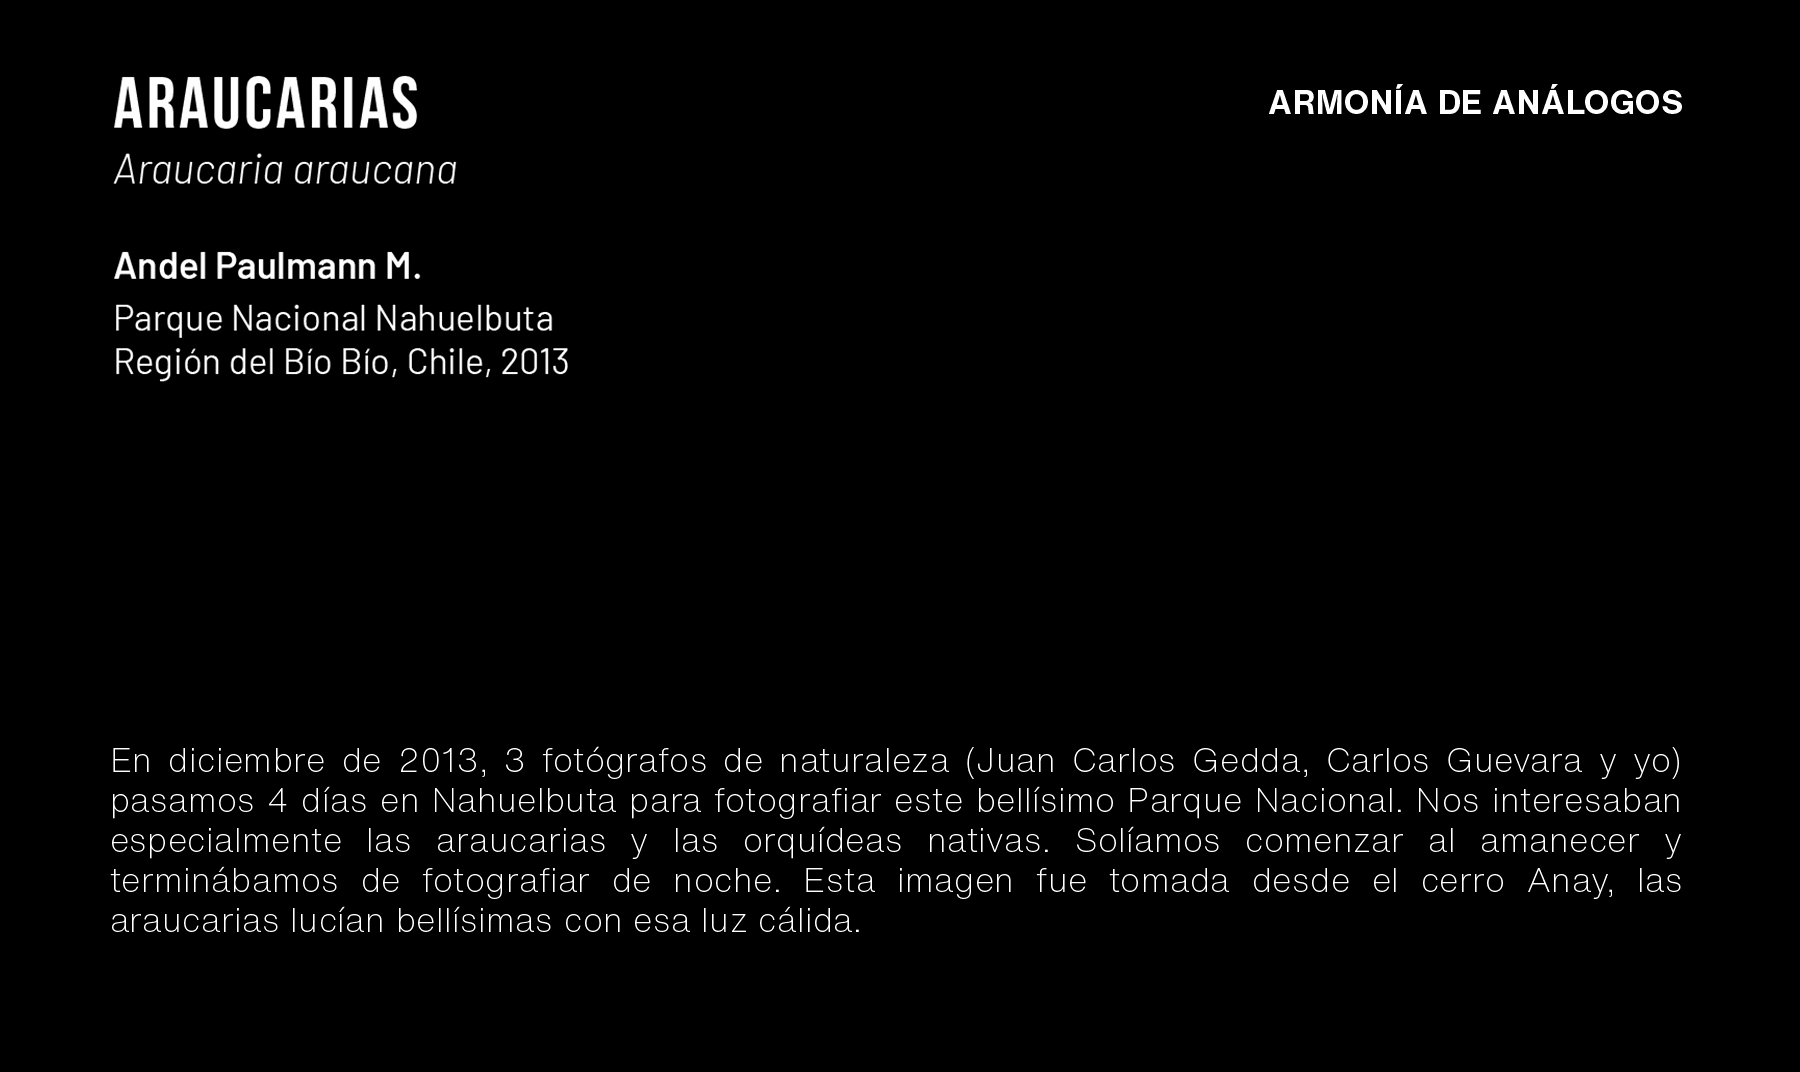 ARAUCARIAS
ARMONÍA DE ANÁLOGOS
Araucaria araucana
Andel Paulmann M.
Parque Nacional Nahuelbuta
Región del Bío Bío, Chile, 2013
En diciembre de 2013, 3 fotógrafos de naturaleza (Juan Carlos Gedda, Carlos Guevara y yo)
pasamos 4 días en Nahuelbuta para fotografiar este bellísimo Parque Nacional. Nos interesaban
especialmente las araucarias y las orquídeas nativas. Solíamos comenzar al amanecer y
terminábamos de fotografiar de noche. Esta imagen fue tomada desde el cerro Anay, las
araucarias lucían bellísimas con esa luz cálida.